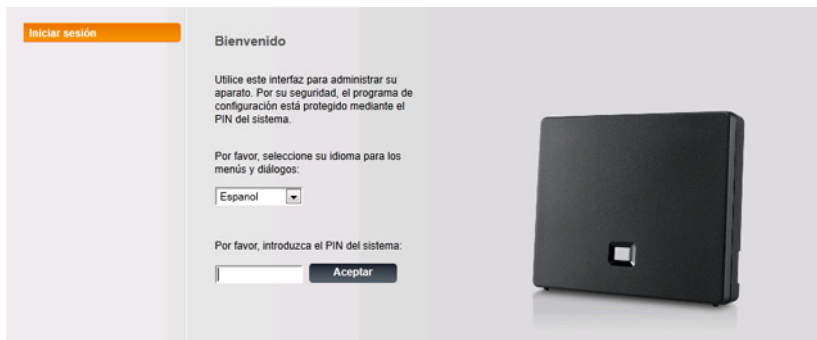 Iniciar sesión
Bienvenido
Utilice este interfaz para administrar su
aparato. Por su seguridad, el programa de
configuración está protegido mediante el
PIN del sistema.
Por favor, seleccione su idioma para los
menús y diálogos:
Espanol
Por favor, introduzca el PIN del sistema:
Aceptar